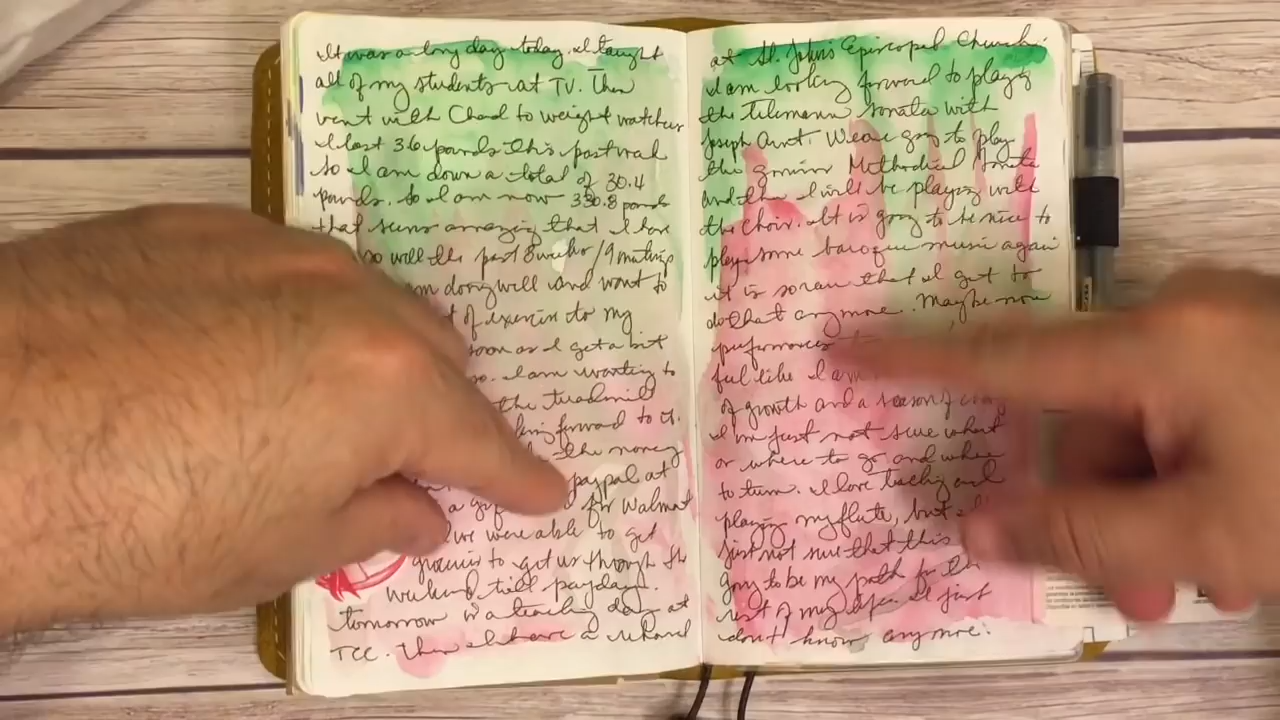 It was a long day today. I taught
all of my students at TV. Then
went with Chad to weight watchers
I lost 3.6 pounds this past week
so I am down a total of 30.4
pounds. So I am now 330.8 pounds
that seems amazing that I have
so well the past 8 weeks / 9 meetings
am doing well and want to
of exercise to my
soon as I get a bit
so. I am wanting to
the treadmill
looking forward to it.
the money
paypal at
a gift for Walmart
we were able to get
groceries to get us through the
weekend till payday.
tomorrow is a teaching day at
TCC. Then I have a rehearsal
at St. John's Episcopal Church.
I am looking forward to playing
the Telemann sonata with
Joseph Arndt. We are going to play
the Methodical Sonata
and then I will be playing with
the choir. It is going to be nice to
play some baroque music again
it is so rare that I get to
do that anymore. Maybe more
performances
feel like I am
of growth and a season of
I'm just not sure what
or where to go and where
to turn. I love teaching and
playing my flute, but I
just not sure that this
going to be my path for the
rest of my life. I just
don't know anymore.